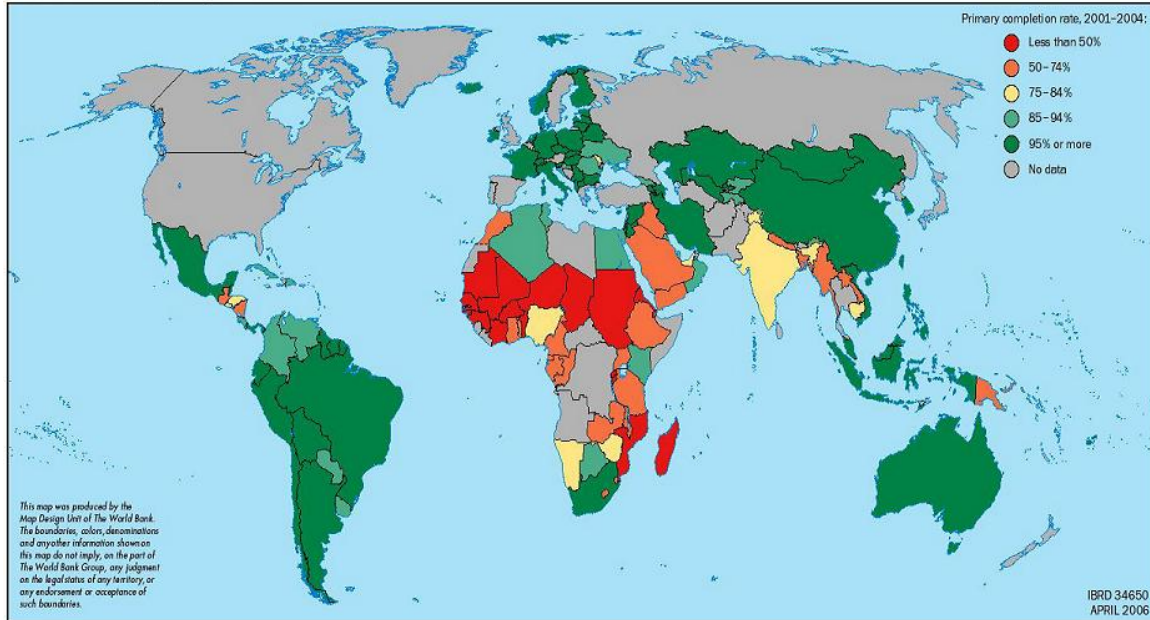 Primary completion rate, 2001–2004:
Less than 50%
50–74%
75–84%
85–94%
95% or more
No data
This map was produced by the
Map Design Unit of The World Bank.
The boundaries, colors, denominations
and any other information shown on
this map do not imply, on the part of
The World Bank Group, any judgment
on the legal status of any territory, or
any endorsement or acceptance of
such boundaries.
IBRD 34650
APRIL 2006